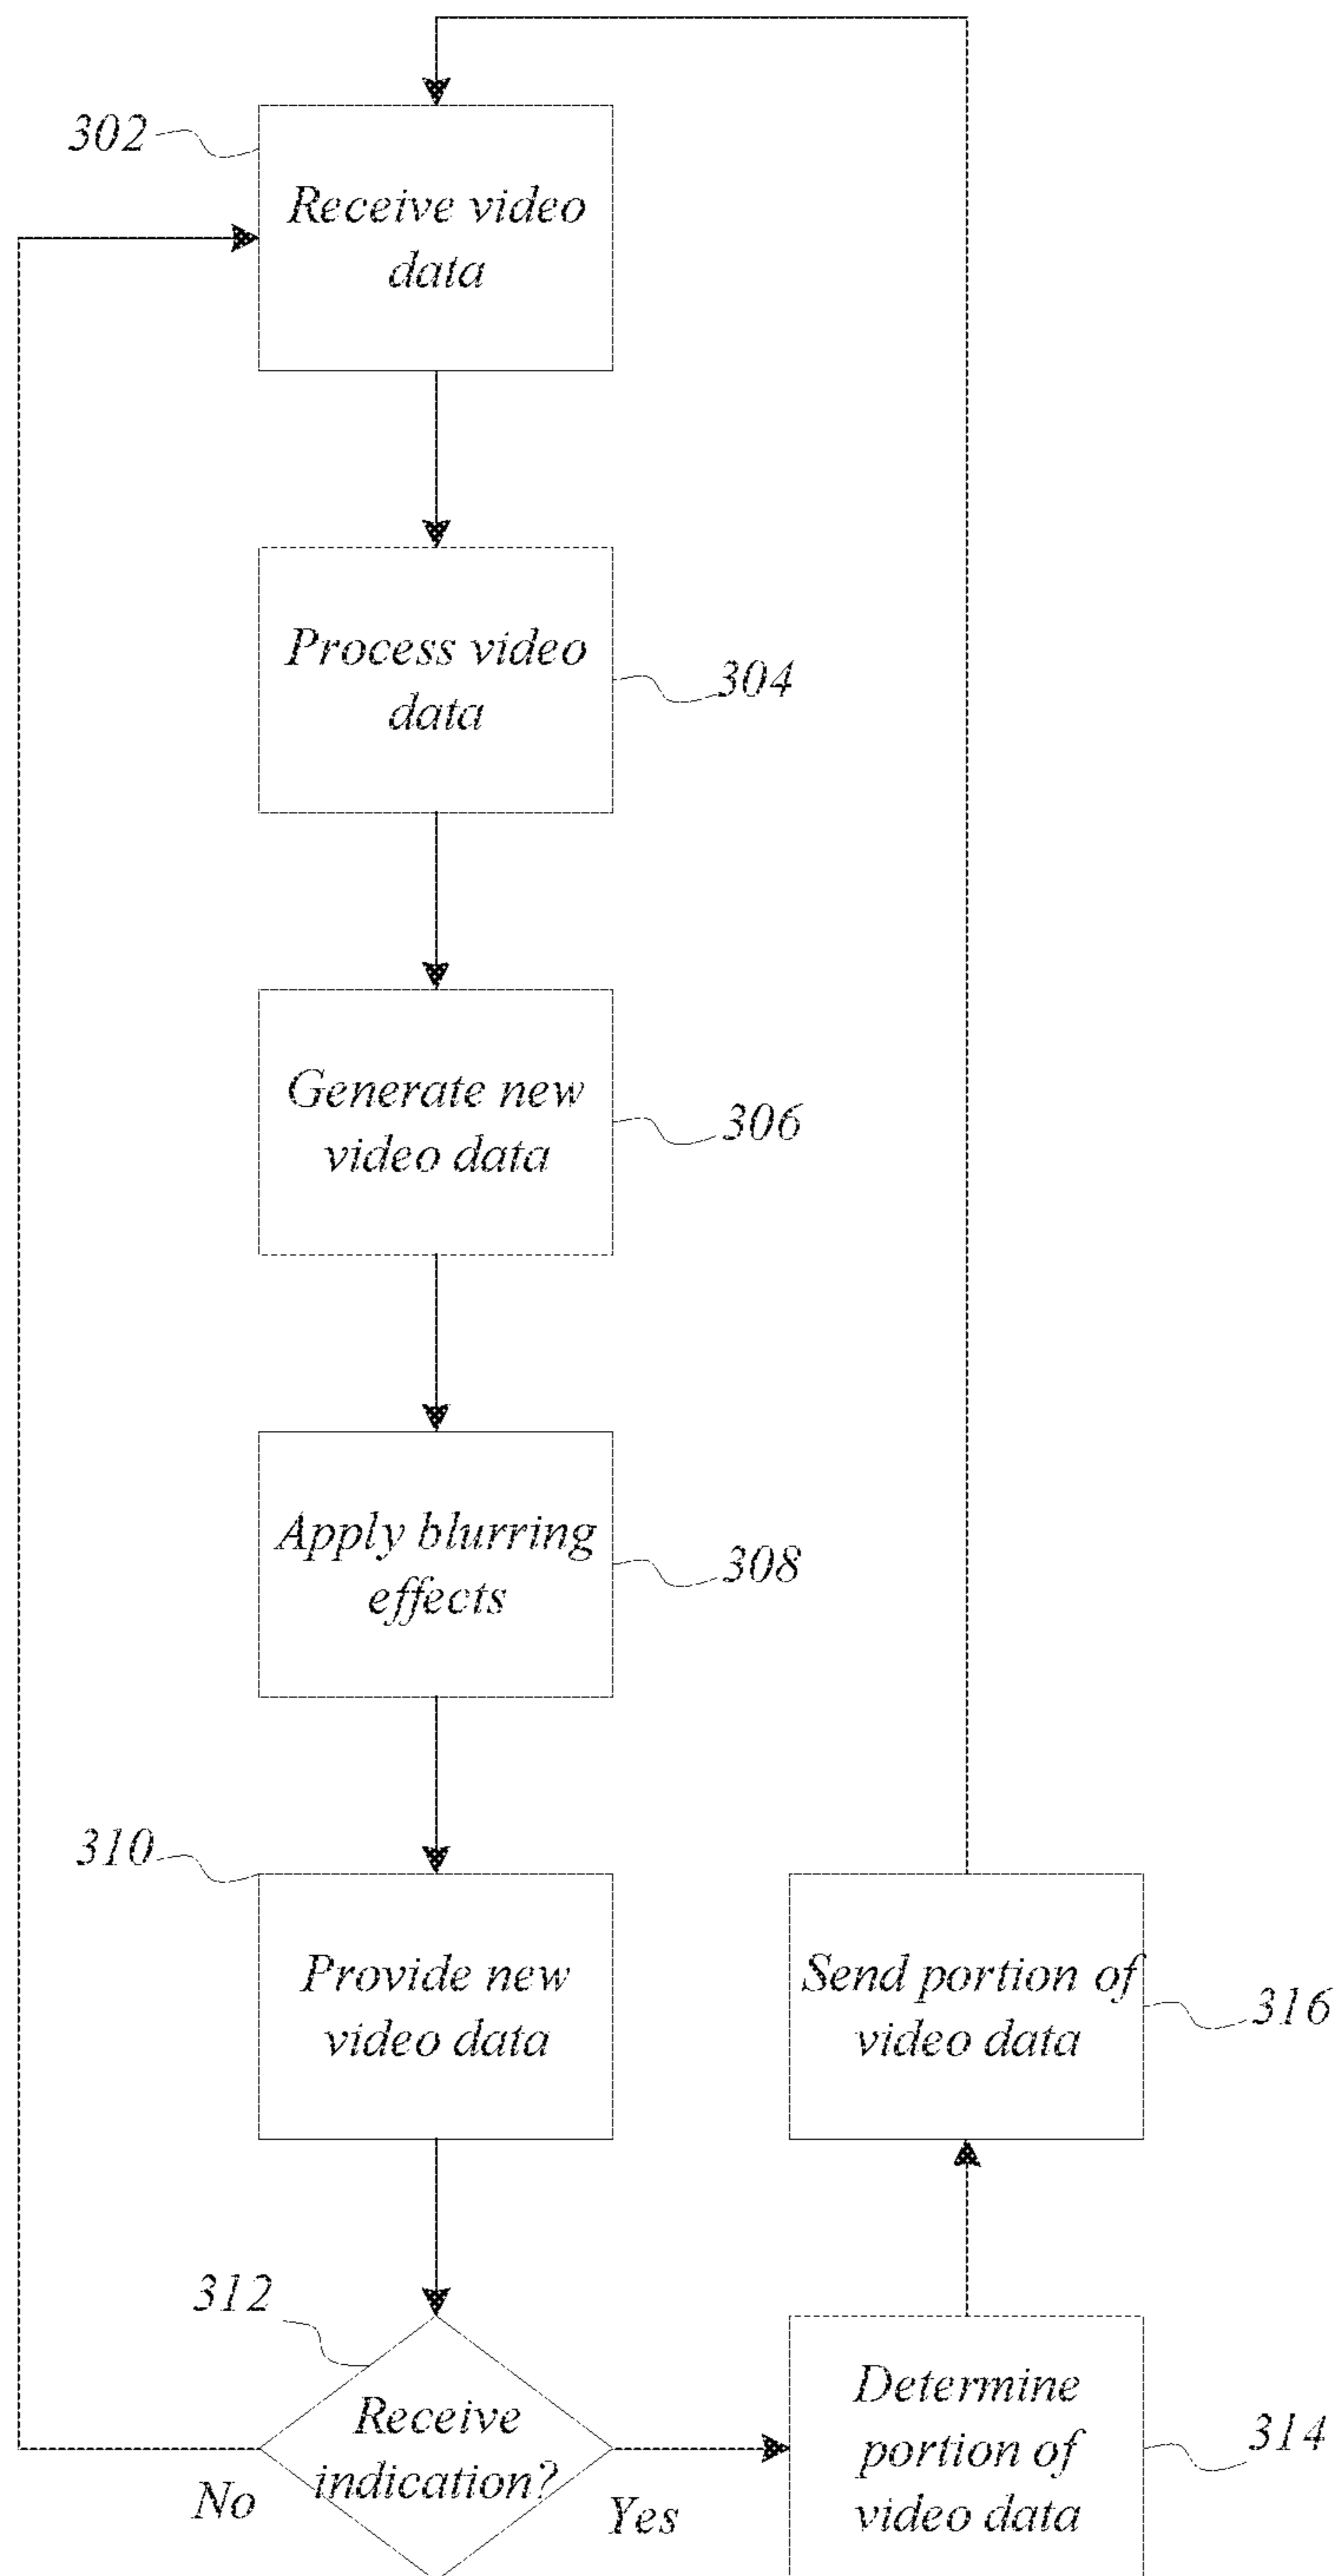 302
Receive video
data
Process video
data
304
Generate new
video data
306
Apply blurring
effects
308
310
Provide new
video data
Send portion of
video data
316
312
Receive
indication?
No
Yes
Determine
portion of
video data
314